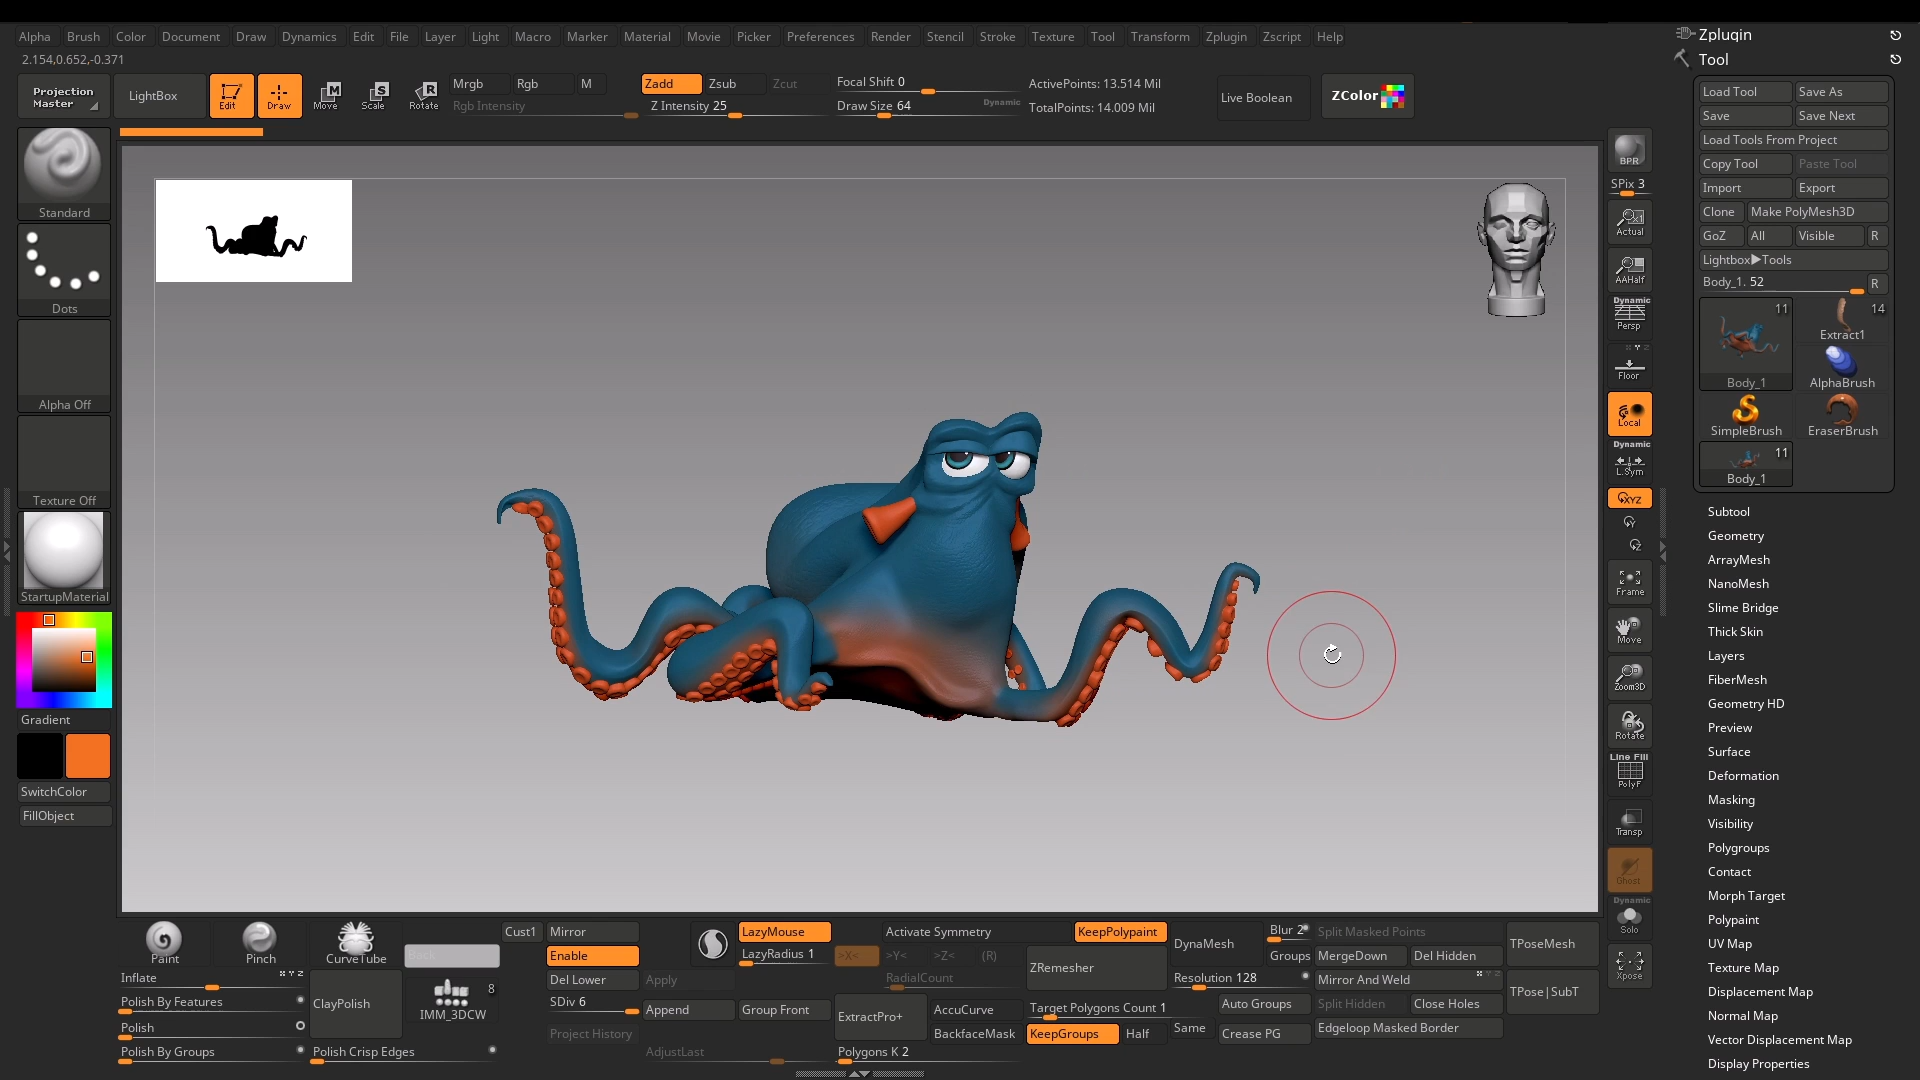 Alpha Brush Color Document Draw Dynamics Edit File Layer Light Macro Marker Material Movie Picker Preferences Render Stencil Stroke Texture Tool Transform Zplugin Zscript Help
2.154,0.652,-0.371
Projection Master
LightBox
Edit
Draw
Move
Scale
Rotate
Mrgb Rgb M
Rgb Intensity
Zadd Zsub Zcut
Z Intensity 25
Focal Shift 0
Draw Size 64
Dynamic
ActivePoints: 13.514 Mil
TotalPoints: 14.009 Mil
Live Boolean
ZColor
Standard
Dots
Alpha Off
Texture Off
StartupMaterial
Gradient
SwitchColor
FillObject
BPR
SPix 3
Actual
AAHalf
Dynamic
Persp
Floor
Local
Dynamic
L.Sym
XYZ
Y
Z
Frame
Move
Zoom3D
Rotate
Line Fill
PolyF
Transp
Ghost
Dynamic
Solo
Xpose
Zplugin
Tool
Load Tool Save As
Save Save Next
Load Tools From Project
Copy Tool Paste Tool
Import Export
Clone Make PolyMesh3D
GoZ All Visible R
Lightbox▶Tools
Body_1. 52 R
11 14
Extract1
Body_1 AlphaBrush
SimpleBrush EraserBrush
11
Body_1
Subtool
Geometry
ArrayMesh
NanoMesh
Slime Bridge
Thick Skin
Layers
FiberMesh
Geometry HD
Preview
Surface
Deformation
Masking
Visibility
Polygroups
Contact
Morph Target
Polypaint
UV Map
Texture Map
Displacement Map
Normal Map
Vector Displacement Map
Display Properties
Paint
Pinch
CurveTube
Back
Inflate
X Y Z
Polish By Features
Polish
Polish By Groups
ClayPolish
8
IMM_3DCW
Polish Crisp Edges
Cust1
Mirror
Enable
Del Lower
SDiv 6
Project History
Apply
Append
AdjustLast
LazyMouse
LazyRadius 1
Group Front
ExtractPro+
Polygons K 2
Activate Symmetry
>X< >Y< >Z< (R)
RadialCount
AccuCurve
BackfaceMask
KeepPolypaint
ZRemesher
Target Polygons Count 1
KeepGroups Half Same
DynaMesh
Blur 2
Groups
Resolution 128
Auto Groups
Crease PG
Split Masked Points
MergeDown Del Hidden
Mirror And Weld
Split Hidden Close Holes
Edgeloop Masked Border
TPoseMesh
TPose|SubT